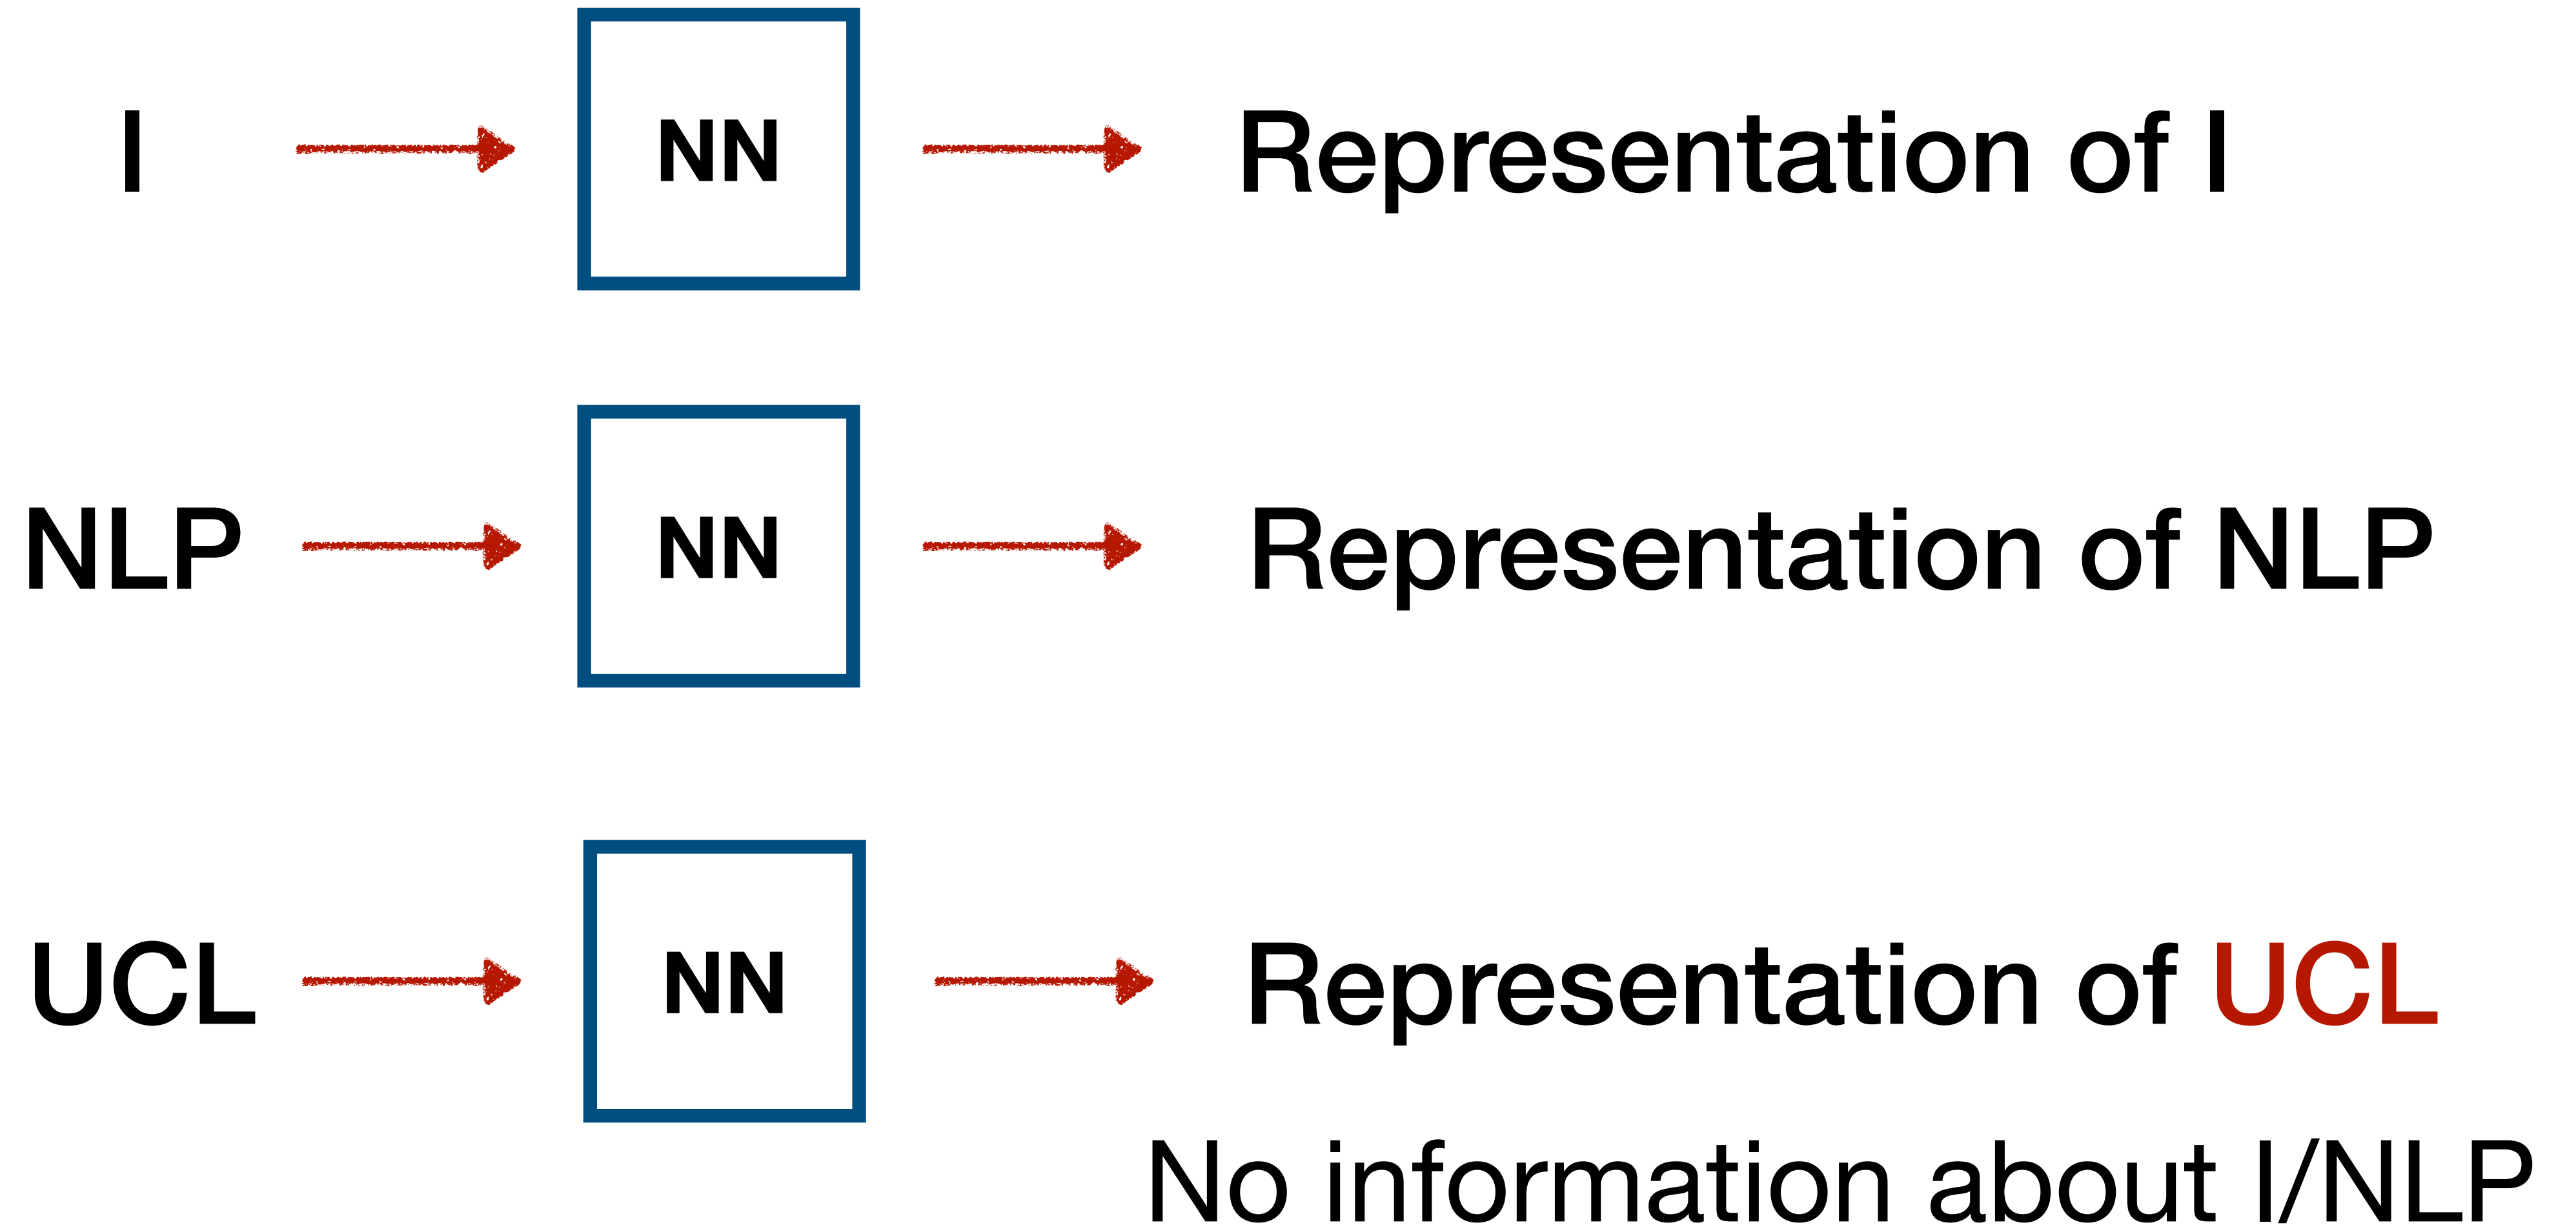 I NN Representation of I
NLP NN Representation of NLP
UCL NN Representation of UCL
No information about I/NLP